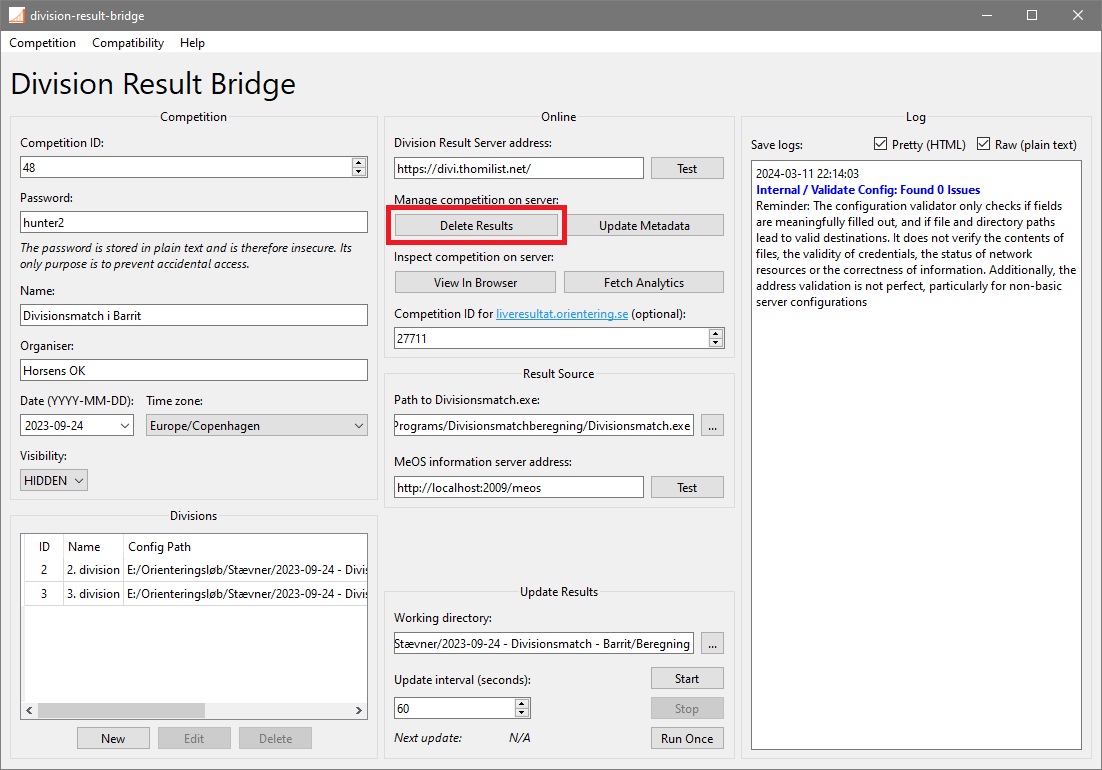 division-result-bridge
Competition Compatibility Help
Division Result Bridge
Competition
Competition ID:
48
Password:
hunter2
The password is stored in plain text and is therefore insecure. Its
only purpose is to prevent accidental access.
Name:
Divisionsmatch i Barrit
Organiser:
Horsens OK
Date (YYYY-MM-DD): Time zone:
2023-09-24 Europe/Copenhagen
Visibility:
HIDDEN
Divisions
ID Name Config Path
2 2. division E:/Orienteringsløb/Stævner/2023-09-24 - Divis
3 3. division E:/Orienteringsløb/Stævner/2023-09-24 - Divis
New Edit Delete
Online
Division Result Server address:
https://divi.thomilist.net/ Test
Manage competition on server:
Delete Results Update Metadata
Inspect competition on server:
View In Browser Fetch Analytics
Competition ID for liveresultat.orientering.se (optional):
27711
Result Source
Path to Divisionsmatch.exe:
Programs/Divisionsmatchberegning/Divisionsmatch.exe ...
MeOS information server address:
http://localhost:2009/meos Test
Update Results
Working directory:
Stævner/2023-09-24 - Divisionsmatch - Barrit/Beregning ...
Update interval (seconds): Start
60 Stop
Next update: N/A Run Once
Log
Save logs: Pretty (HTML) Raw (plain text)
2024-03-11 22:14:03
Internal / Validate Config: Found 0 Issues
Reminder: The configuration validator only checks if fields
are meaningfully filled out, and if file and directory paths
lead to valid destinations. It does not verify the contents of
files, the validity of credentials, the status of network
resources or the correctness of information. Additionally, the
address validation is not perfect, particularly for non-basic
server configurations